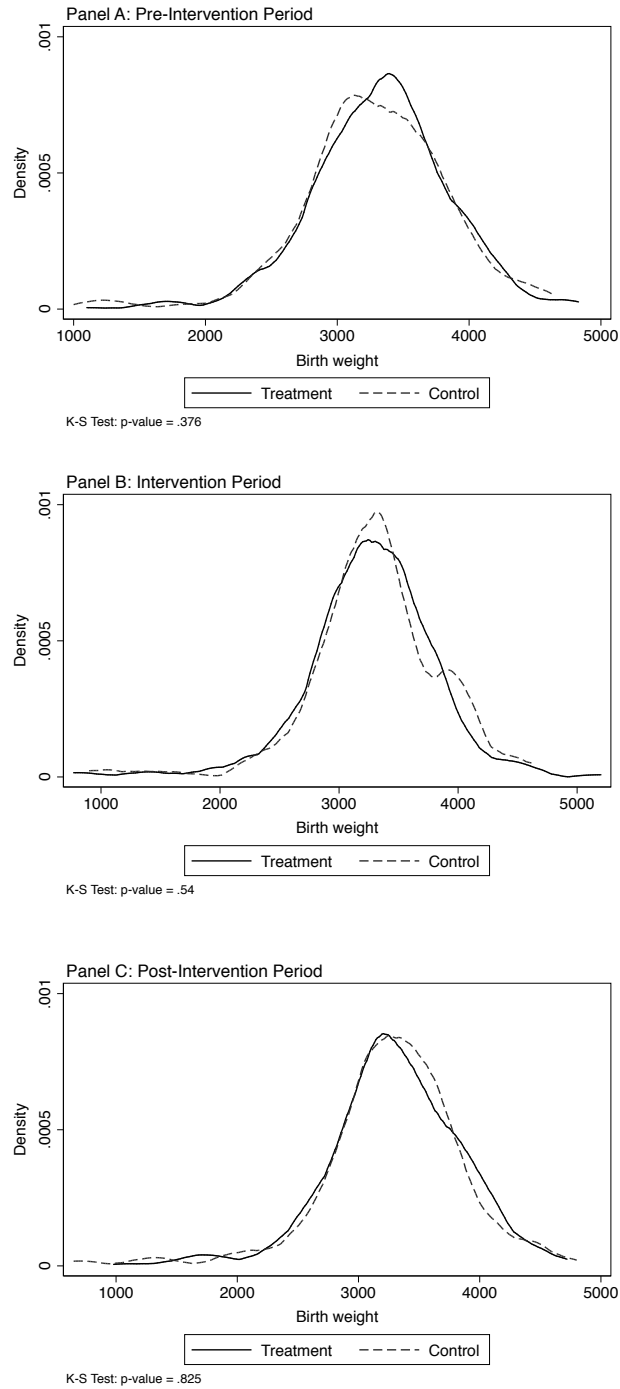 Panel A: Pre-Intervention Period
.001
.0005
0
Density
1000 2000 3000 4000 5000
Birth weight
Treatment Control
K-S Test: p-value = .376
Panel B: Intervention Period
.001
.0005
0
Density
1000 2000 3000 4000 5000
Birth weight
Treatment Control
K-S Test: p-value = .54
Panel C: Post-Intervention Period
.001
.0005
0
Density
1000 2000 3000 4000 5000
Birth weight
Treatment Control
K-S Test: p-value = .825